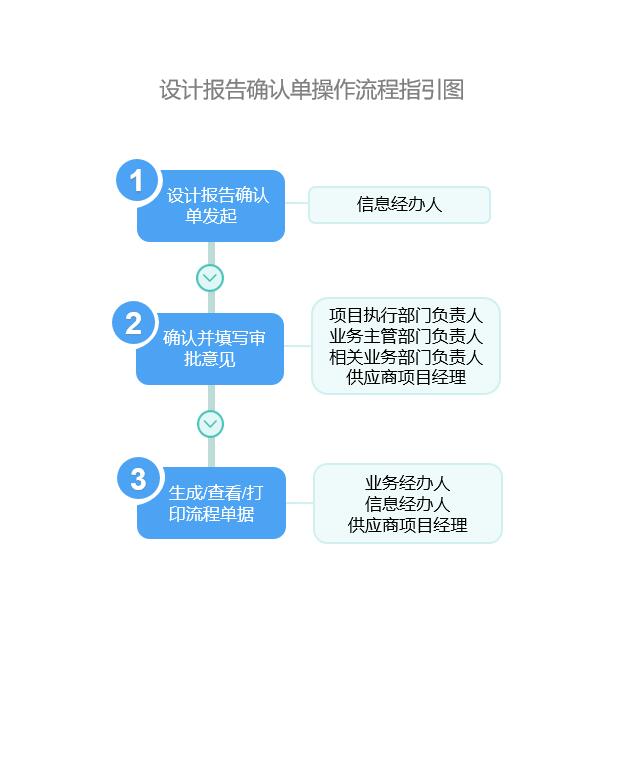 设计报告确认单操作流程指引图
1
设计报告确认
单发起
信息经办人
2
确认并填写审
批意见
项目执行部门负责人
业务主管部门负责人
相关业务部门负责人
供应商项目经理
3
生成/查看/打
印流程单据
业务经办人
信息经办人
供应商项目经理